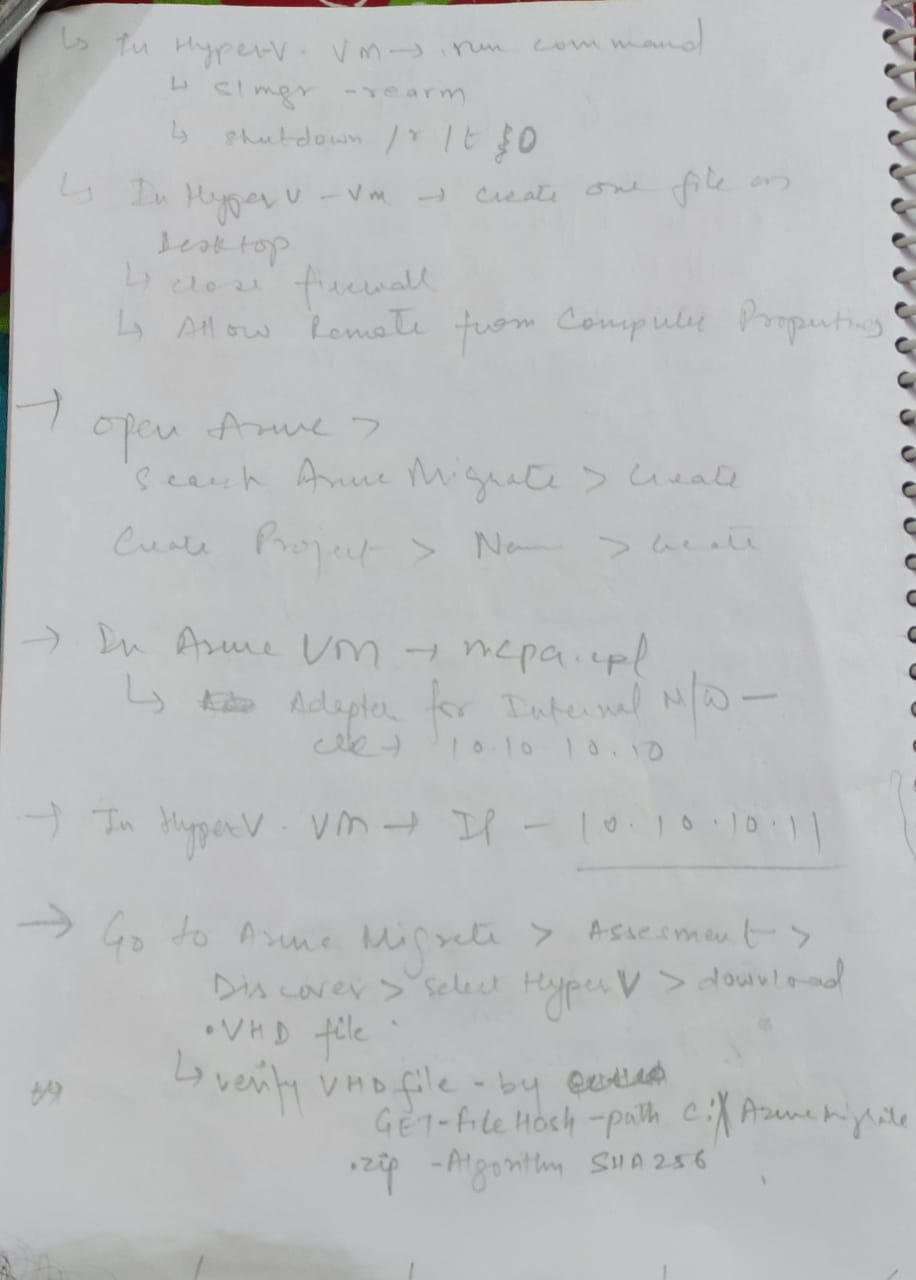 ↳ In HyperV. VM → run command
↳ slmgr -rearm
↳ shutdown /r /t 0
↳ In HyperV - VM → create one file on
Desktop
↳ close firewall
↳ Allow Remote from Computer Properties
→ open Azure >
Search Azure Migrate > Create
Create Project > Name > Create
→ In Azure VM → ncpa.cpl
↳ Adapter for Internal N/W -
10.10.10.10
→ In HyperV. VM → IP - 10.10.10.11
→ Go to Azure Migrate > Assesment >
Discover > select HyperV > download
.VHD file
↳ verify VHD file - by
GET-fileHash -path C:\AzureMigrate
.zip -Algorithm SHA256